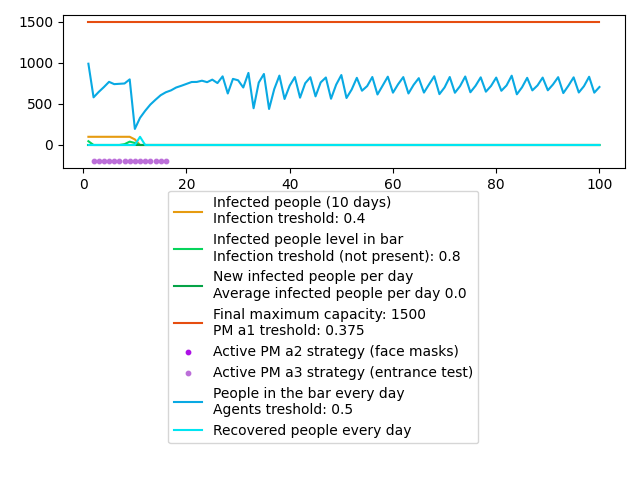 1500
1000
500
0
0 20 40 60 80 100
Infected people (10 days)
Infection treshold: 0.4
Infected people level in bar
Infection treshold (not present): 0.8
New infected people per day
Average infected people per day 0.0
Final maximum capacity: 1500
PM a1 treshold: 0.375
Active PM a2 strategy (face masks)
Active PM a3 strategy (entrance test)
People in the bar every day
Agents treshold: 0.5
Recovered people every day